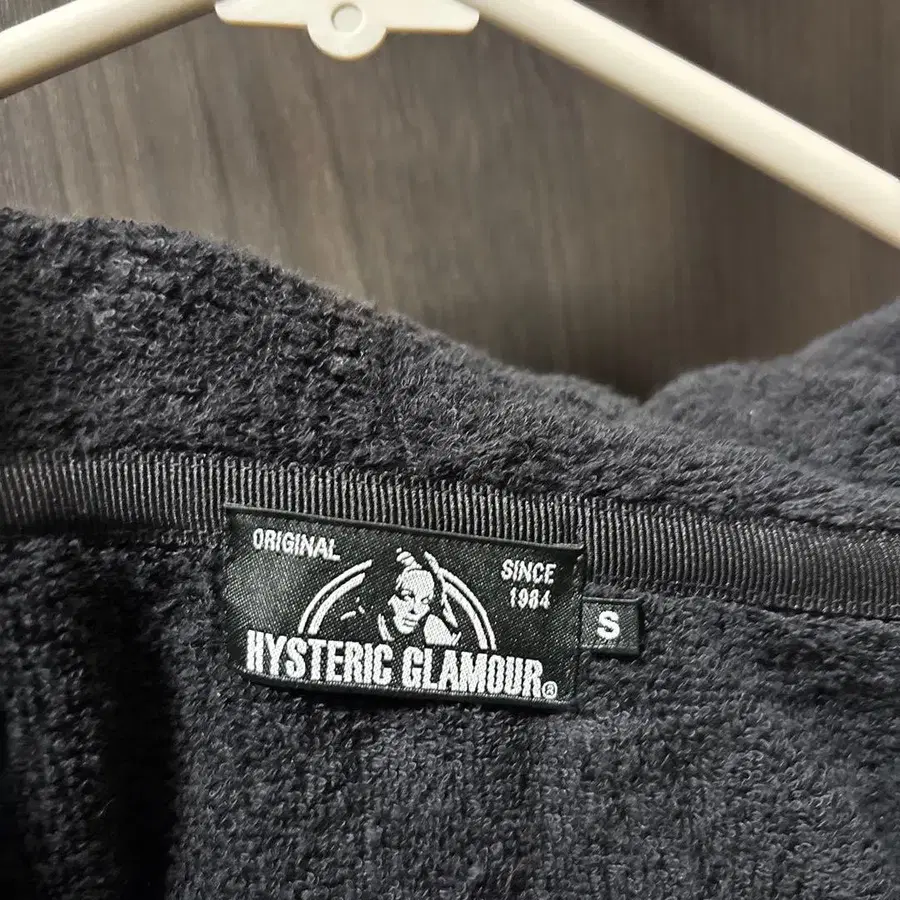 ORIGINAL
SINCE
1984
HYSTERIC GLAMOUR®
S